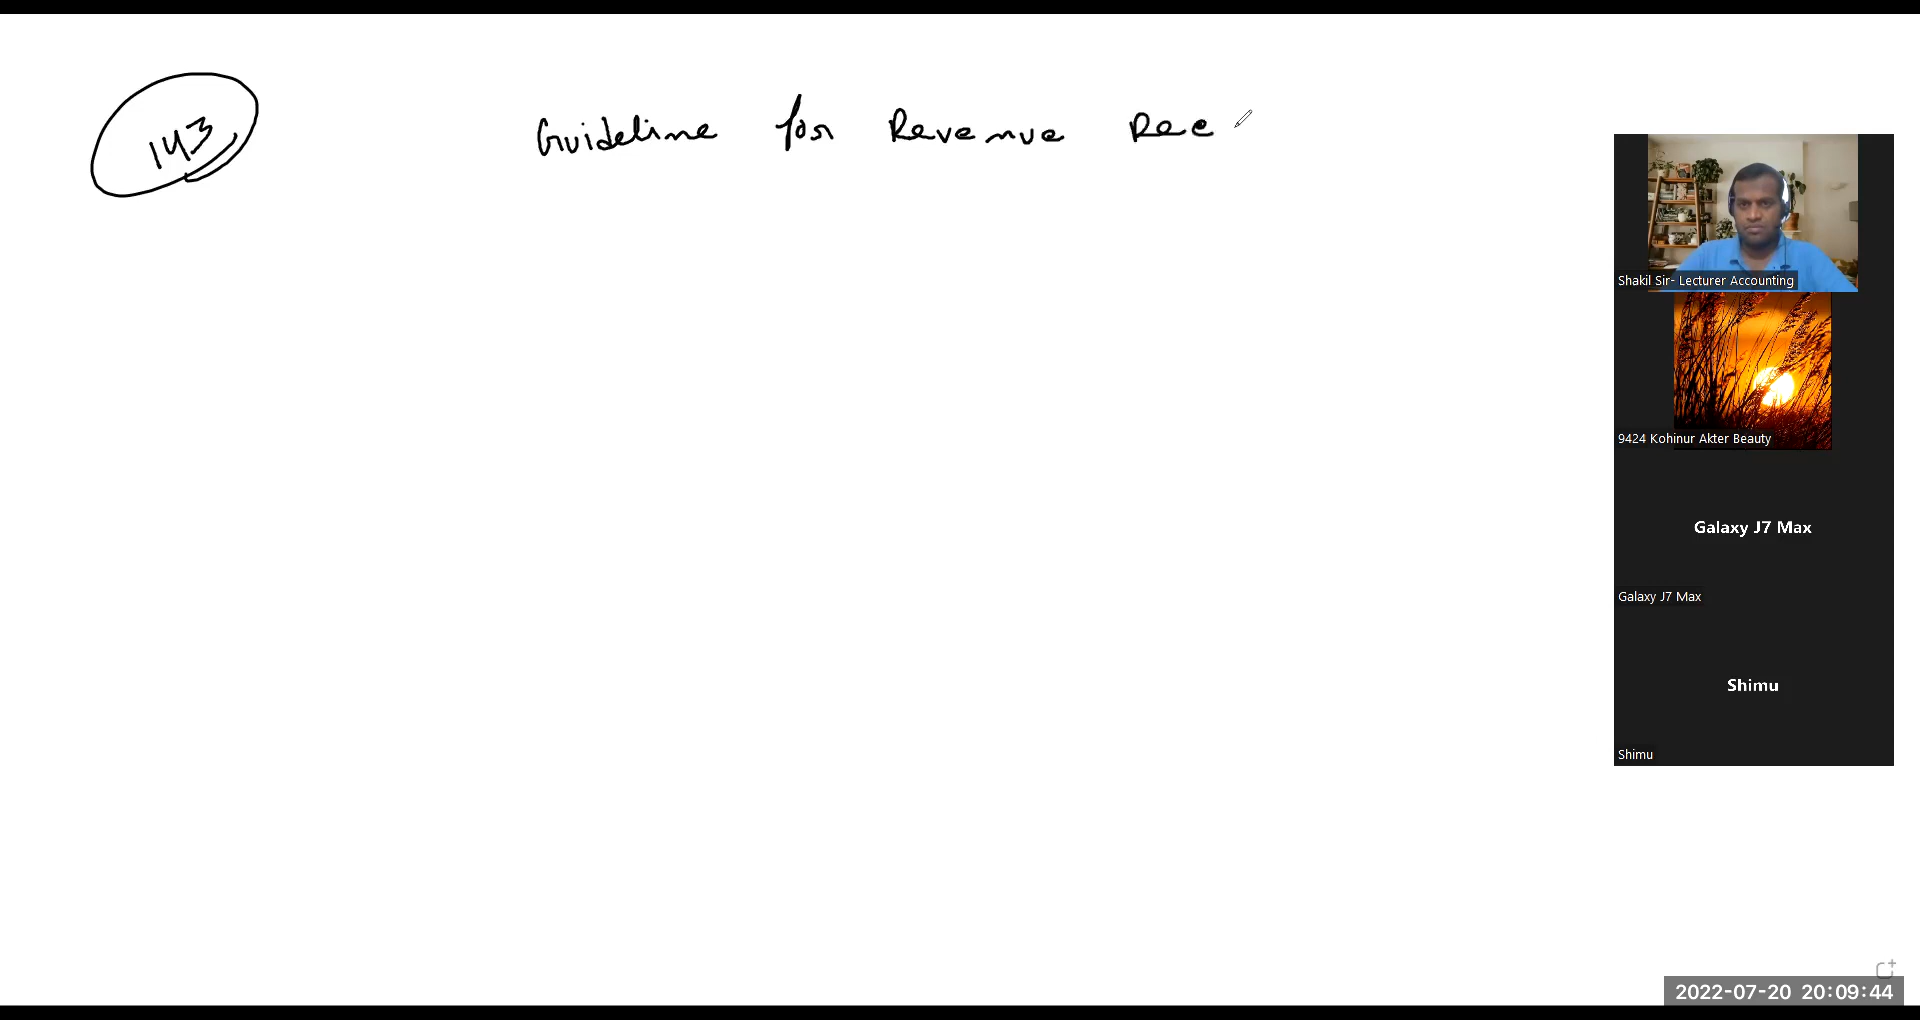 143
Guideline for Revenue Rec
Shakil Sir- Lecturer Accounting
9424 Kohinur Akter Beauty
Galaxy J7 Max
Galaxy J7 Max
Shimu
Shimu
2022-07-20 20:09:44